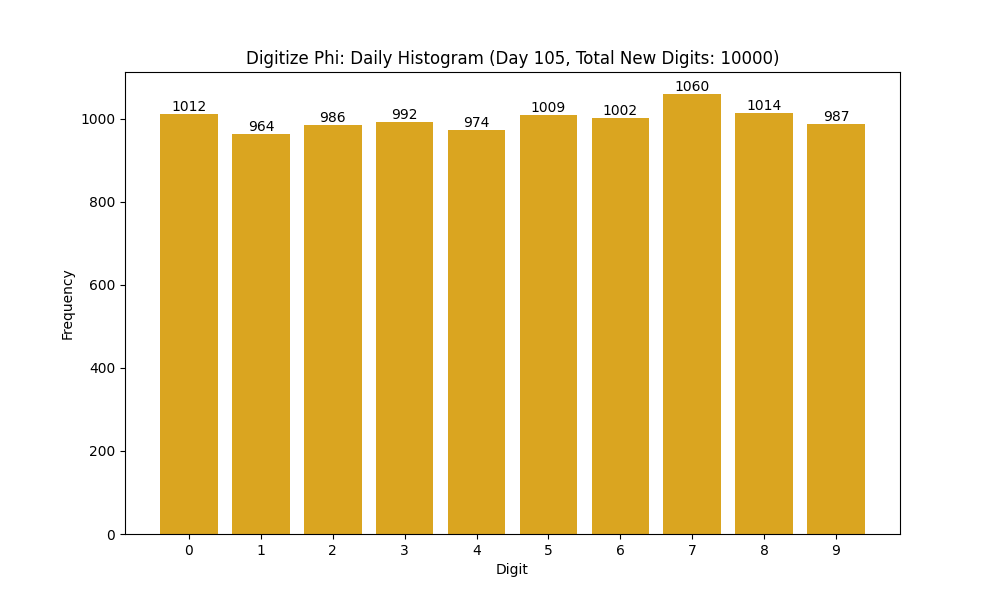 Digitize Phi: Daily Histogram (Day 105, Total New Digits: 10000)
1012 964 986 992 974 1009 1002 1060 1014 987
1000
800
600
400
200
0
Frequency
0 1 2 3 4 5 6 7 8 9
Digit